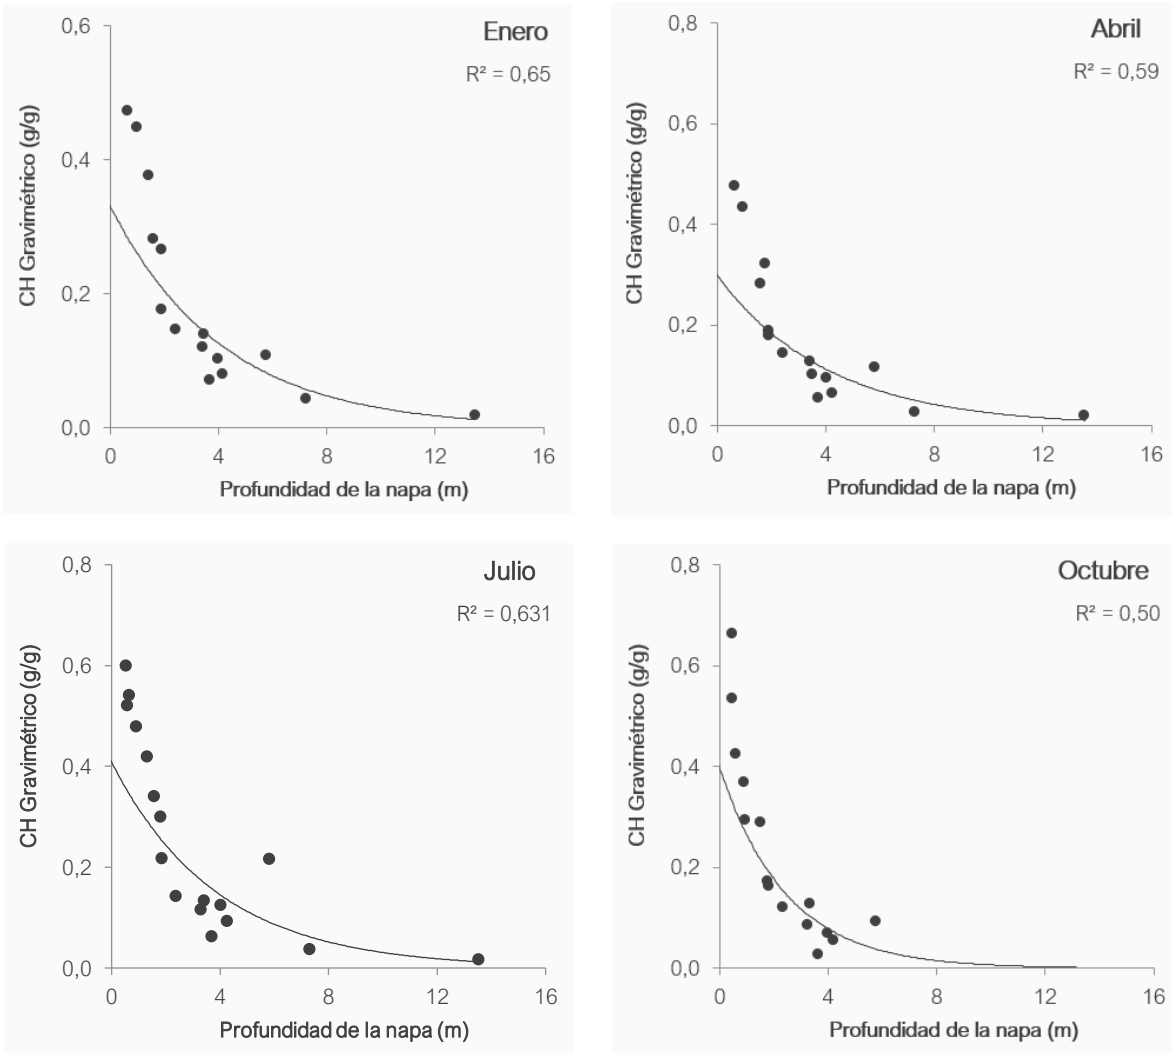 Enero
R² = 0,65
CH Gravimétrico (g/g)
0,6
0,4
0,2
0,0
0 4 8 12 16
Profundidad de la napa (m)
Abril
R² = 0,59
CH Gravimétrico (g/g)
0,8
0,6
0,4
0,2
0,0
0 4 8 12 16
Profundidad de la napa (m)
Julio
R² = 0,631
CH Gravimétrico (g/g)
0,8
0,6
0,4
0,2
0,0
0 4 8 12 16
Profundidad de la napa (m)
Octubre
R² = 0,50
CH Gravimétrico (g/g)
0,8
0,6
0,4
0,2
0,0
0 4 8 12 16
Profundidad de la napa (m)